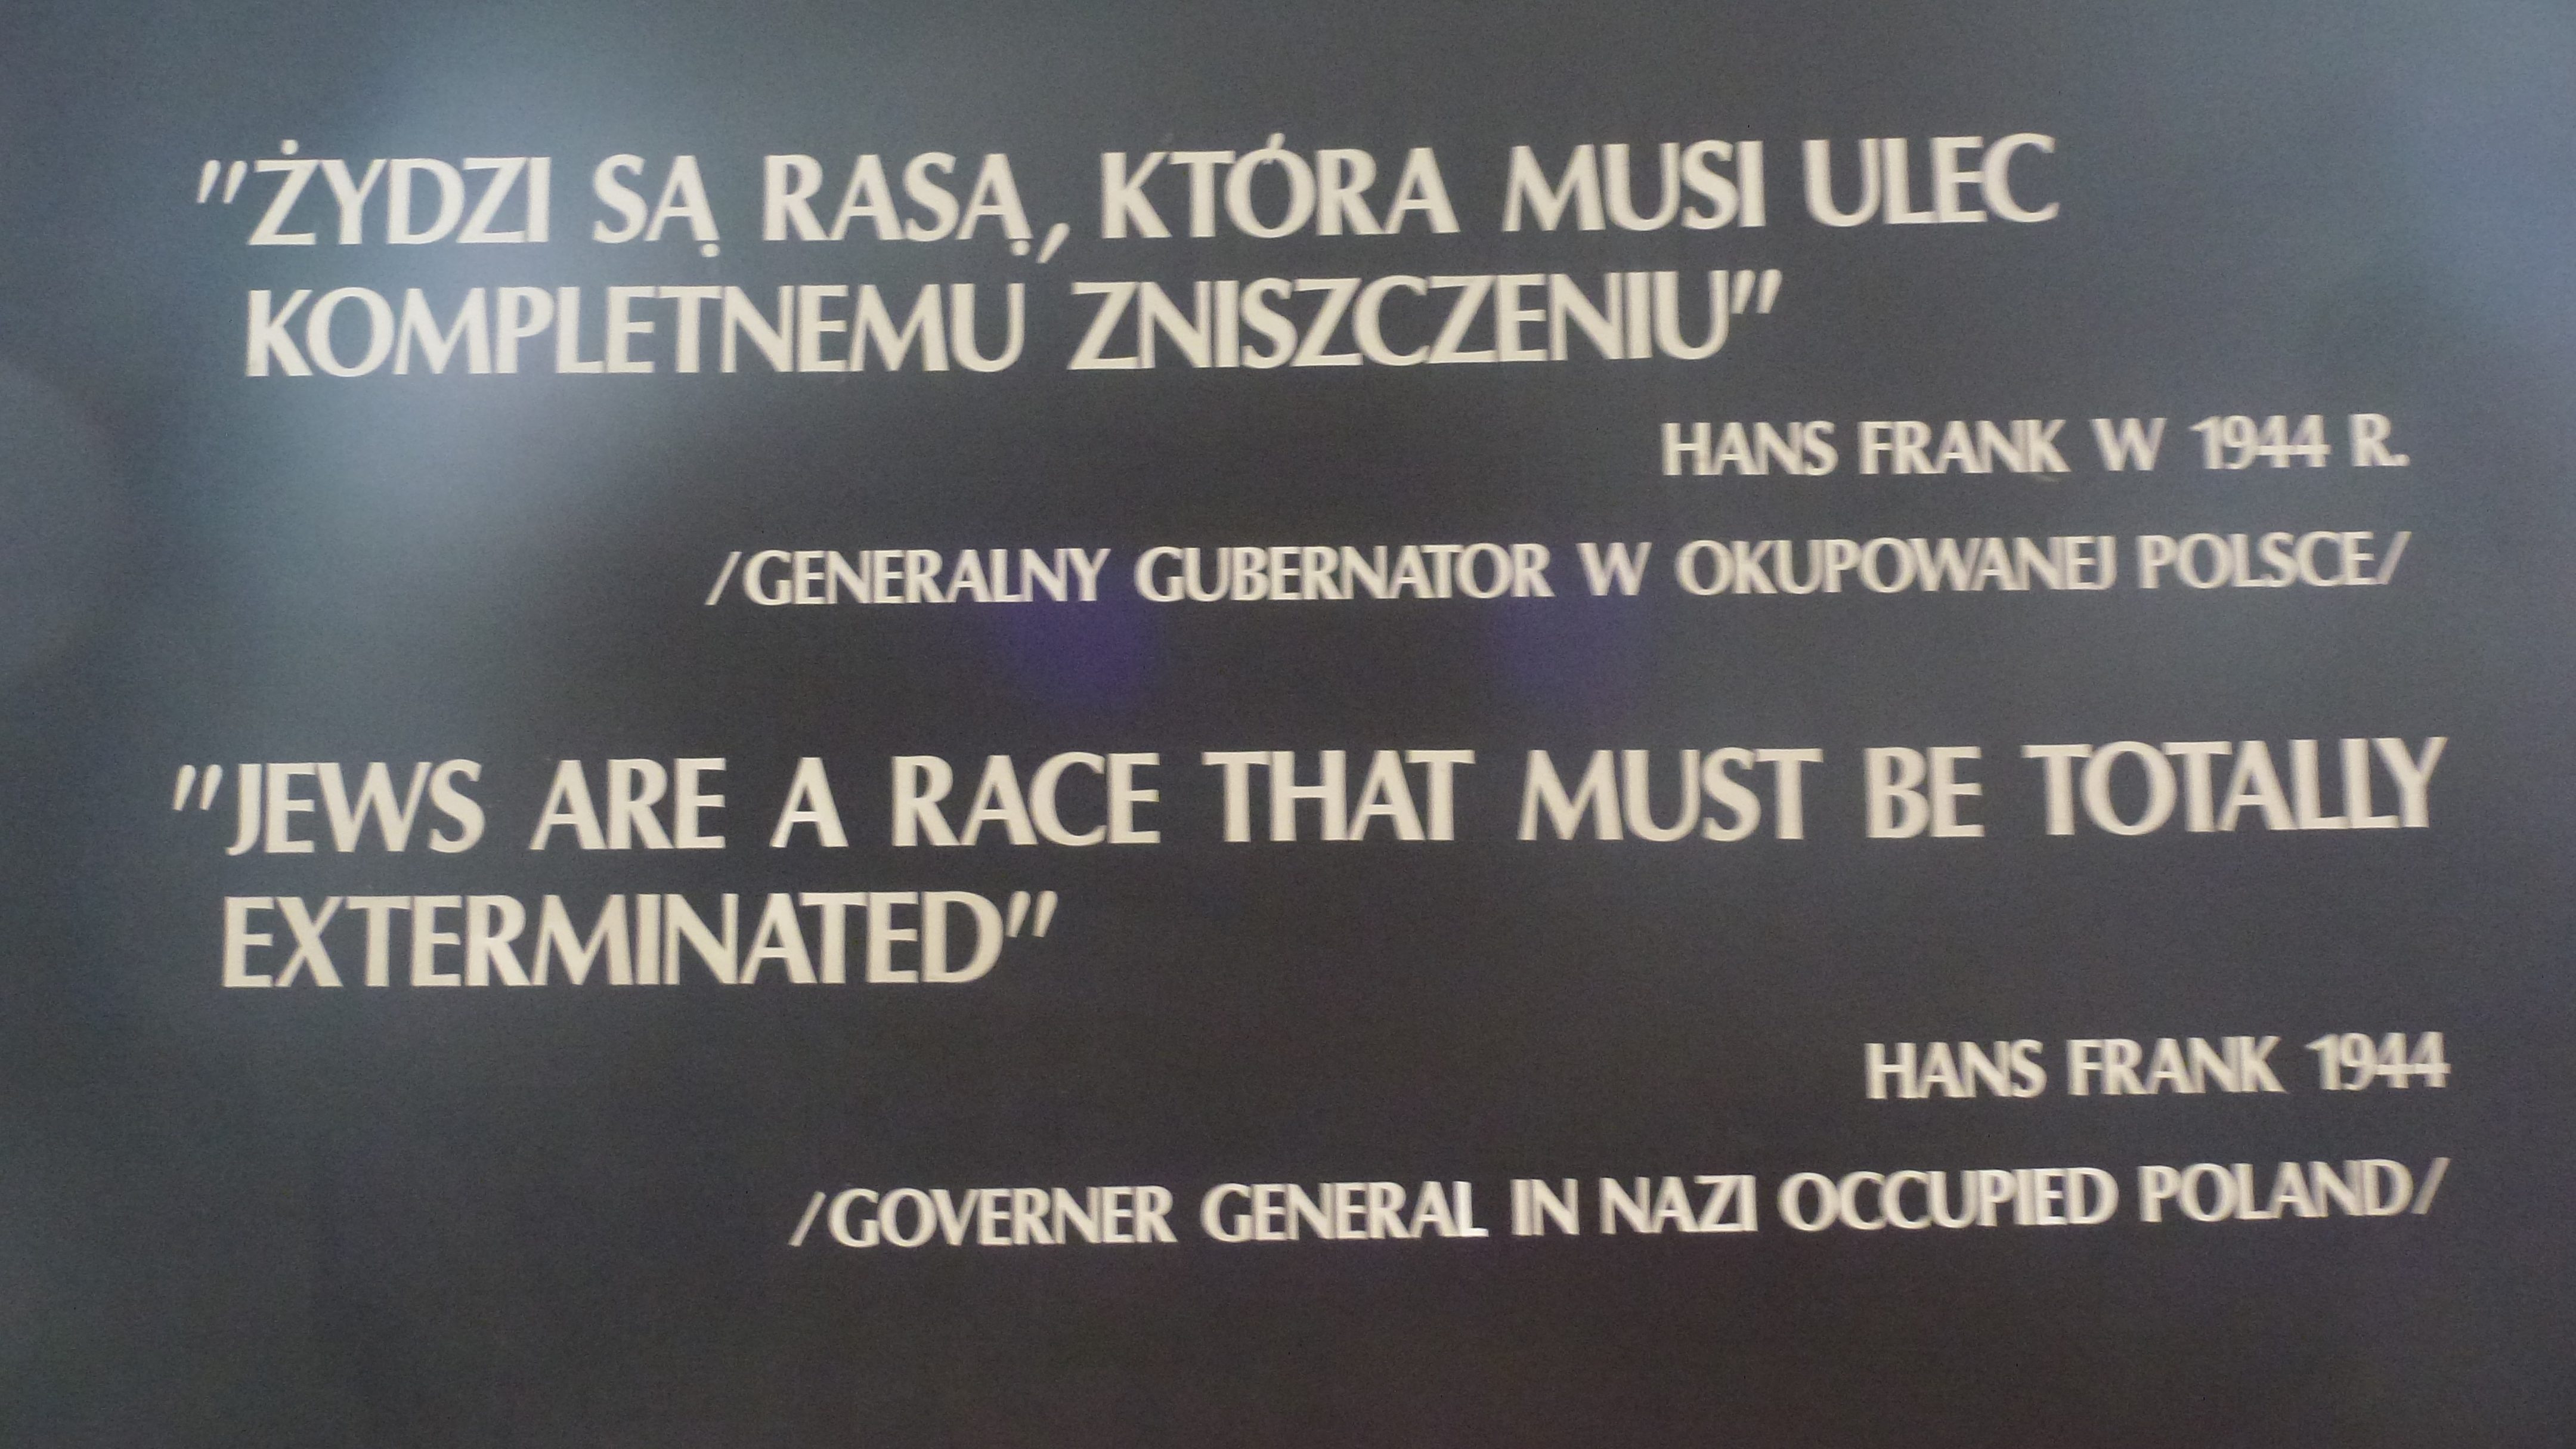 "ŻYDZI SĄ RASĄ, KTÓRA MUSI ULEC
KOMPLETNEMU ZNISZCZENIU"
HANS FRANK W 1944 R.
/GENERALNY GUBERNATOR W OKUPOWANEJ POLSCE/
"JEWS ARE A RACE THAT MUST BE TOTALLY
EXTERMINATED"
HANS FRANK 1944
/GOVERNER GENERAL IN NAZI OCCUPIED POLAND/